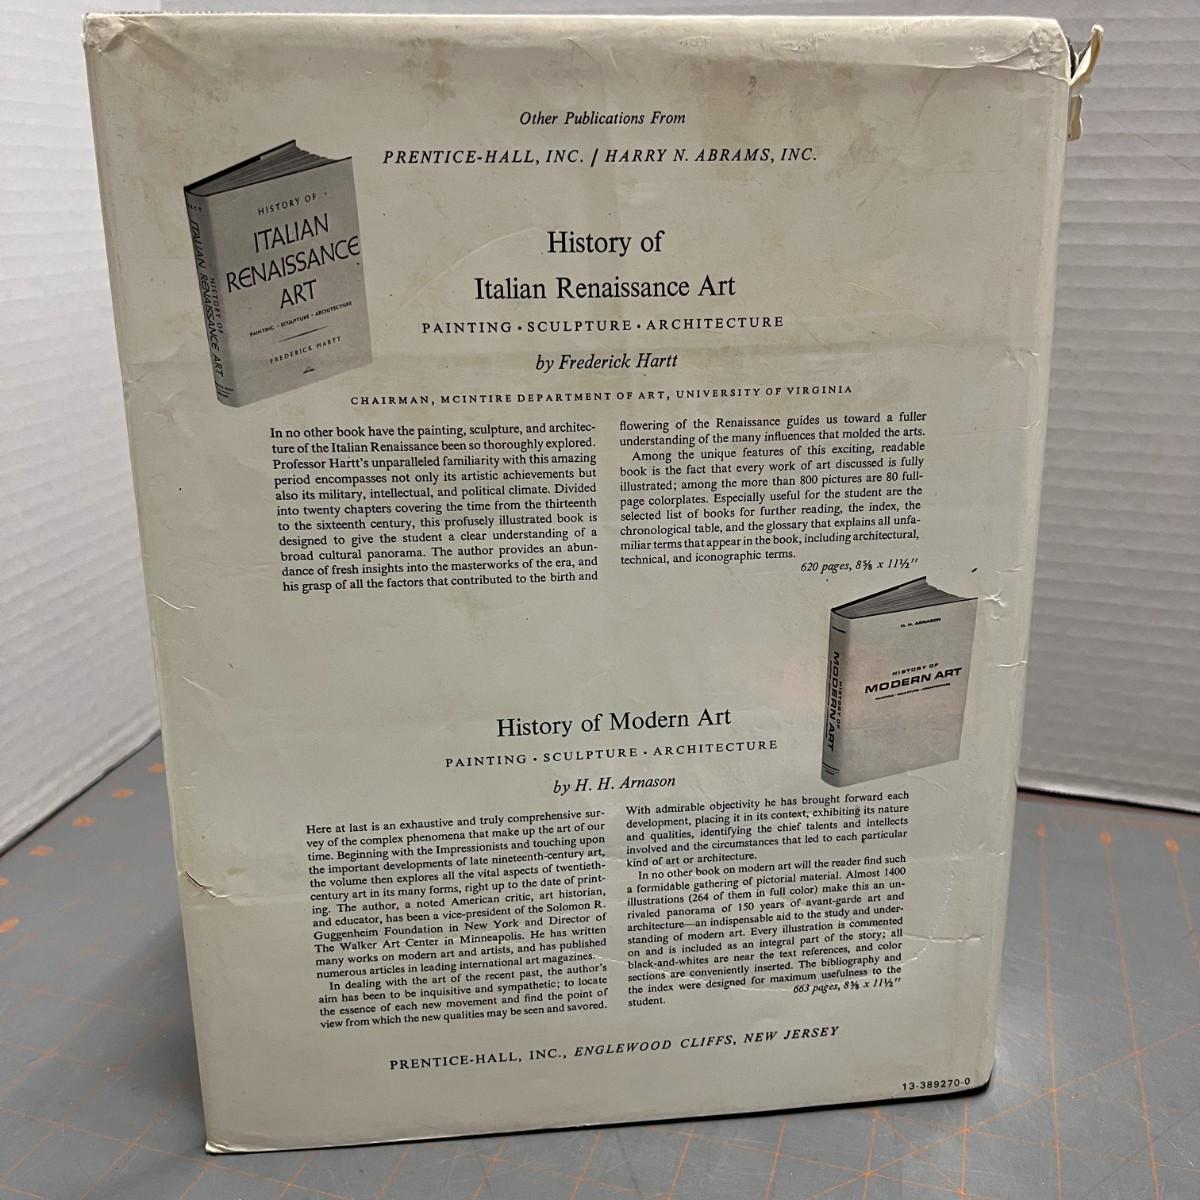 Other Publications From
PRENTICE-HALL, INC. / HARRY N. ABRAMS, INC.
HISTORY OF
ITALIAN
RENAISSANCE
ART
PAINTING · SCULPTURE · ARCHITECTURE
FREDERICK HARTT
HISTORY OF
ITALIAN RENAISSANCE ART
History of
Italian Renaissance Art
PAINTING · SCULPTURE · ARCHITECTURE
by Frederick Hartt
CHAIRMAN, MCINTIRE DEPARTMENT OF ART, UNIVERSITY OF VIRGINIA
In no other book have the painting, sculpture, and architec-
ture of the Italian Renaissance been so thoroughly explored.
Professor Hartt's unparalleled familiarity with this amazing
period encompasses not only its artistic achievements but
also its military, intellectual, and political climate. Divided
into twenty chapters covering the time from the thirteenth
to the sixteenth century, this profusely illustrated book is
designed to give the student a clear understanding of a
broad cultural panorama. The author provides an abun-
dance of fresh insights into the masterworks of the era, and
his grasp of all the factors that contributed to the birth and
flowering of the Renaissance guides us toward a fuller
understanding of the many influences that molded the arts.
Among the unique features of this exciting, readable
book is the fact that every work of art discussed is fully
illustrated; among the more than 800 pictures are 80 full-
page colorplates. Especially useful for the student are the
selected list of books for further reading, the index, the
chronological table, and the glossary that explains all unfa-
miliar terms that appear in the book, including architectural,
technical, and iconographic terms.
620 pages, 8⅝ x 11½"
H. H. ARNASON
HISTORY OF
MODERN ART
PAINTING · SCULPTURE · ARCHITECTURE
HISTORY OF
MODERN ART
History of Modern Art
PAINTING · SCULPTURE · ARCHITECTURE
by H. H. Arnason
Here at last is an exhaustive and truly comprehensive sur-
vey of the complex phenomena that make up the art of our
time. Beginning with the Impressionists and touching upon
the important developments of late nineteenth-century art,
the volume then explores all the vital aspects of twentieth-
century art in its many forms, right up to the date of print-
ing. The author, a noted American critic, art historian,
and educator, has been a vice-president of the Solomon R.
Guggenheim Foundation in New York and Director of
The Walker Art Center in Minneapolis. He has written
many works on modern art and artists, and has published
numerous articles in leading international art magazines.
In dealing with the art of the recent past, the author's
aim has been to be inquisitive and sympathetic; to locate
the essence of each new movement and find the point of
view from which the new qualities may be seen and savored.
With admirable objectivity he has brought forward each
development, placing it in its context, exhibiting its nature
and qualities, identifying the chief talents and intellects
involved and the circumstances that led to each particular
kind of art or architecture.
In no other book on modern art will the reader find such
a formidable gathering of pictorial material. Almost 1400
illustrations (264 of them in full color) make this an un-
rivaled panorama of 150 years of avant-garde art and
architecture—an indispensable aid to the study and under-
standing of modern art. Every illustration is commented
on and is included as an integral part of the story; all
black-and-whites are near the text references, and color
sections are conveniently inserted. The bibliography and
the index were designed for maximum usefulness to the
student.
663 pages, 8⅝ x 11½"
PRENTICE-HALL, INC., ENGLEWOOD CLIFFS, NEW JERSEY
13-389270-0